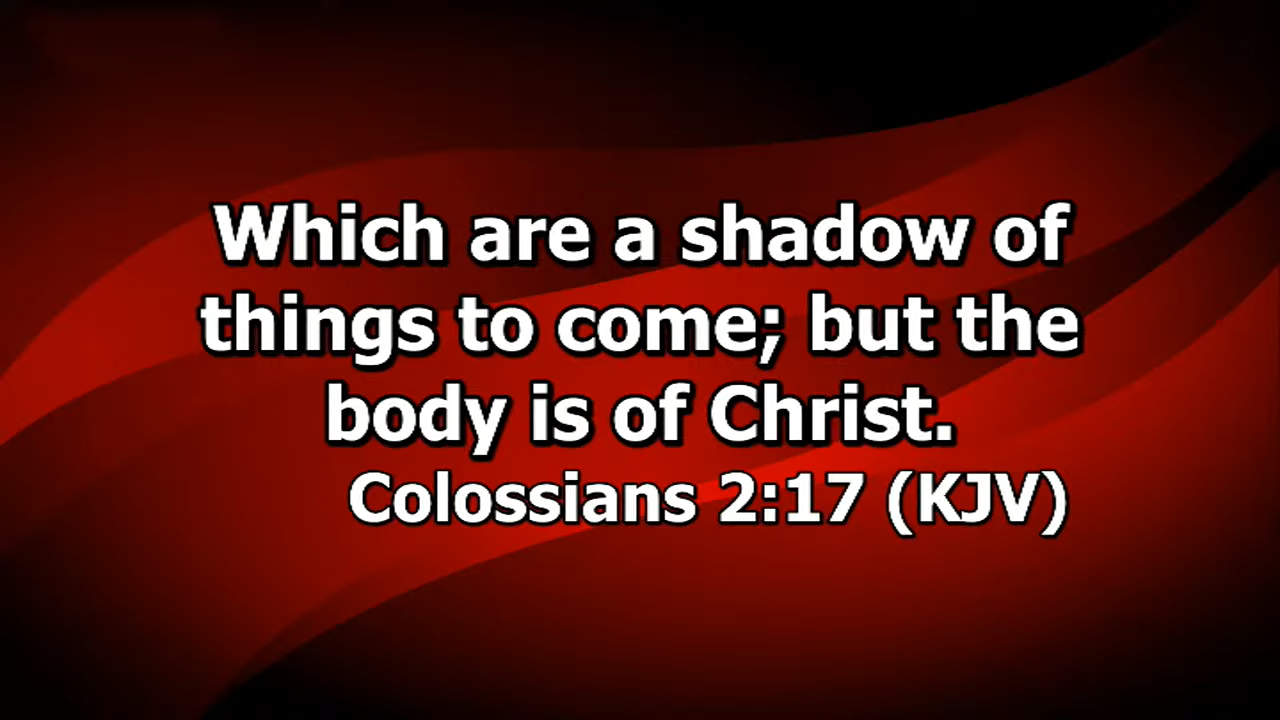 Which are a shadow of
things to come; but the
body is of Christ.
Colossians 2:17 (KJV)